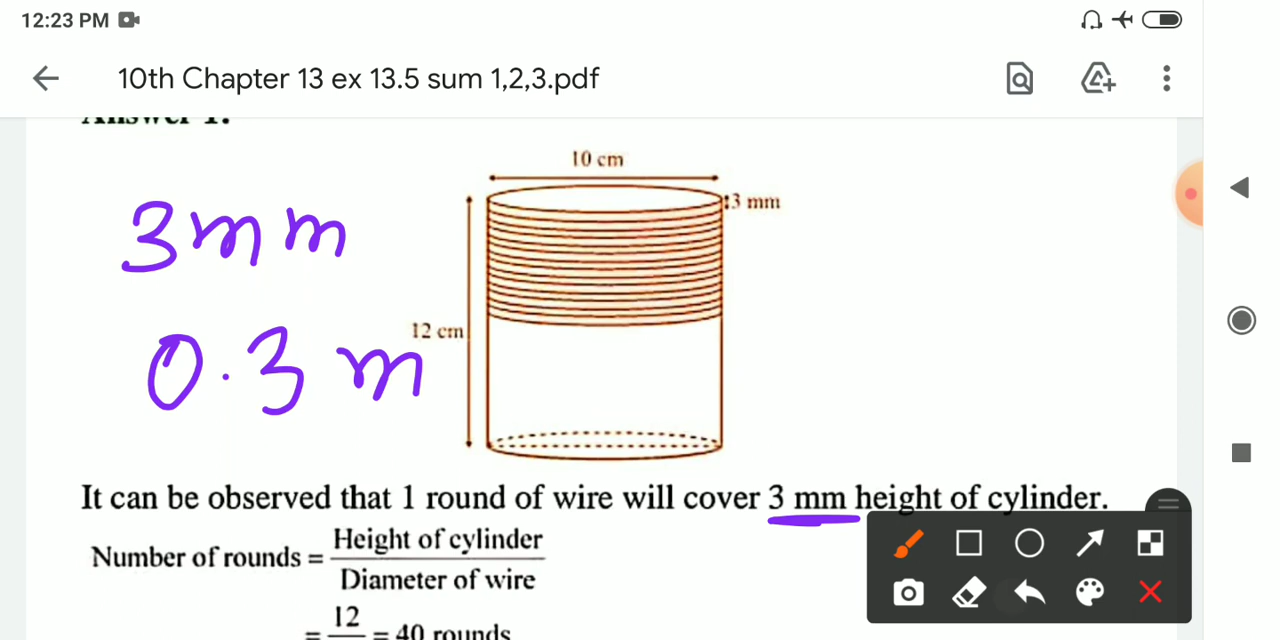 12:23 PM
10th Chapter 13 ex 13.5 sum 1,2,3.pdf
Answer 1:
10 cm
3 mm
3mm
12 cm
0.3 m
It can be observed that 1 round of wire will cover 3 mm height of cylinder.
Number of rounds = Height of cylinder
Diameter of wire
12
= = 40 rounds